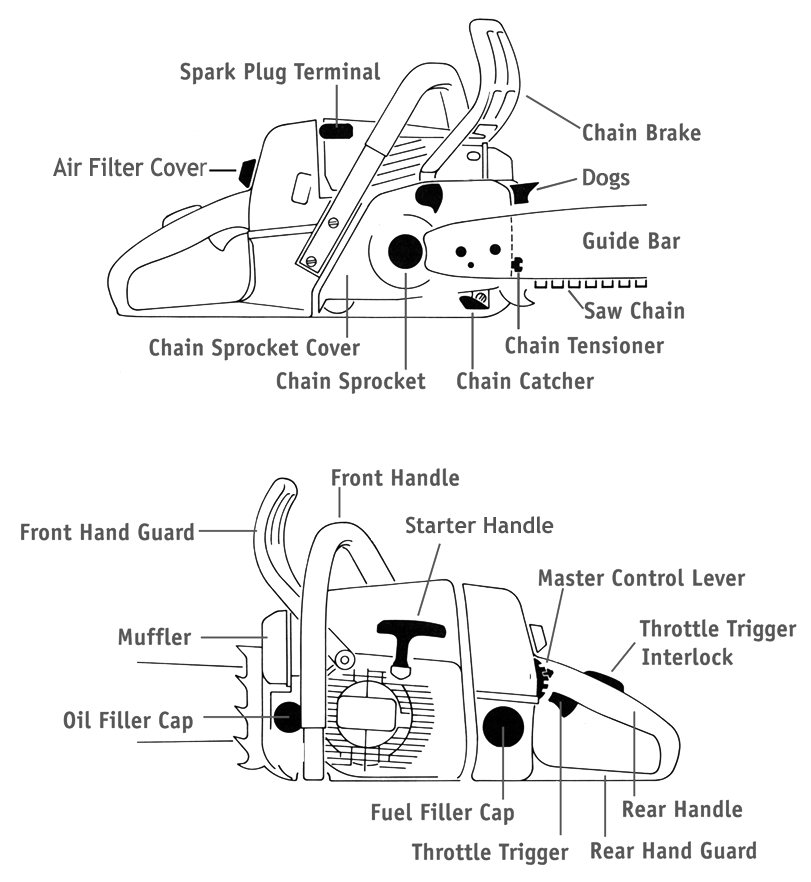 Spark Plug Terminal
Chain Brake
Air Filter Cover
Dogs
Guide Bar
Saw Chain
Chain Sprocket Cover
Chain Tensioner
Chain Sprocket
Chain Catcher
Front Handle
Front Hand Guard
Starter Handle
Master Control Lever
Throttle Trigger
Interlock
Muffler
Oil Filler Cap
Fuel Filler Cap
Rear Handle
Throttle Trigger
Rear Hand Guard